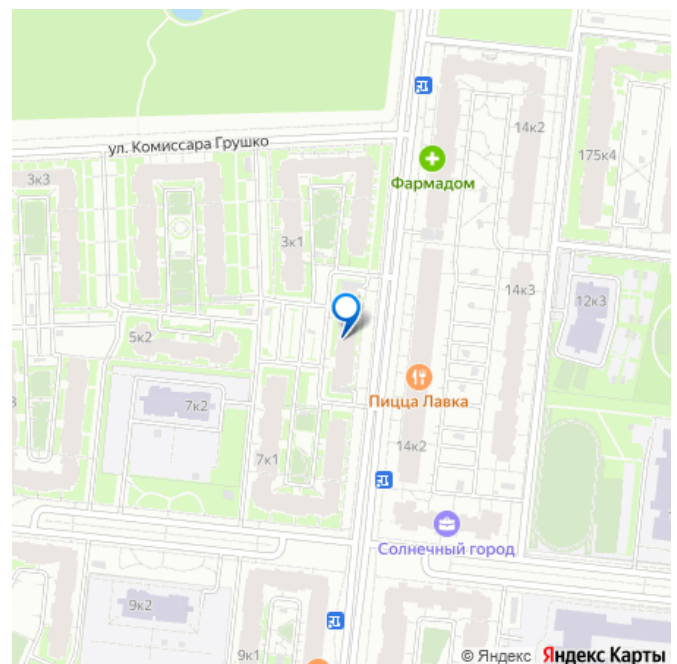 14к2
ул. Комиссара Грушко
175к4
3к3
Фармадом
3к1
14к3
12к3
5к2
Пицца Лавка
7к2
14к2
7к1
Солнечный город
9к2
9к1
© Яндекс Яндекс Карты